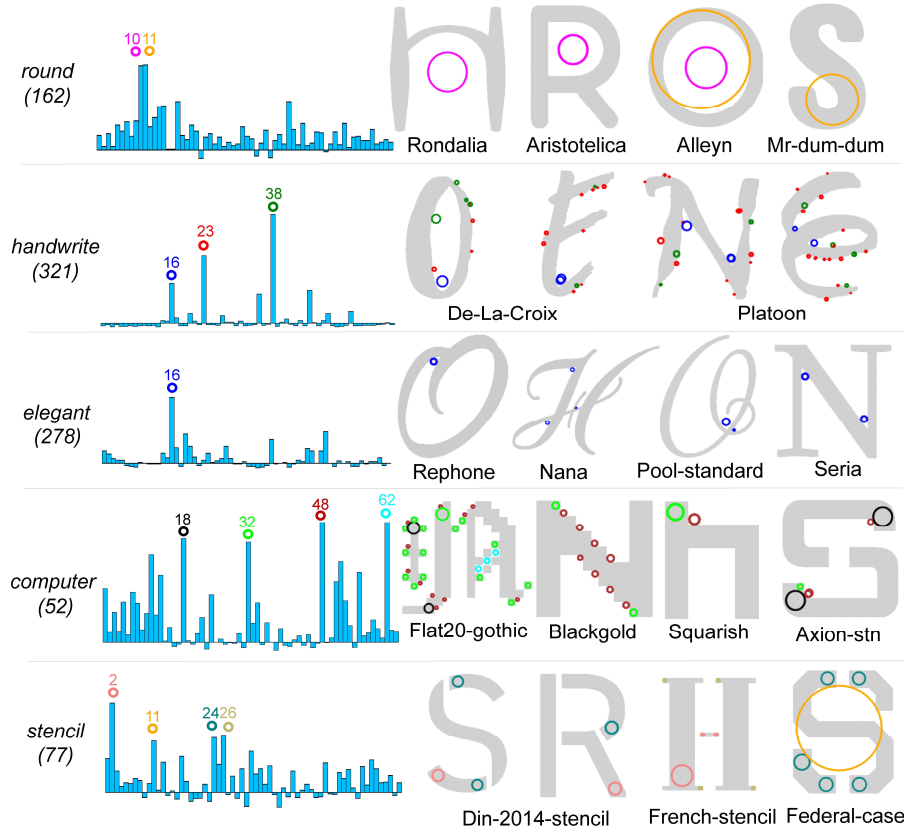 10 11
round
(162)
Rondalia Aristotelica Alleyn Mr-dum-dum
38
23
16
handwrite
(321)
De-La-Croix Platoon
16
elegant
(278)
Rephone Nana Pool-standard Seria
62
48
18 32
computer
(52)
Flat20-gothic Blackgold Squarish Axion-stn
2
11 24 26
stencil
(77)
Din-2014-stencil French-stencil Federal-case